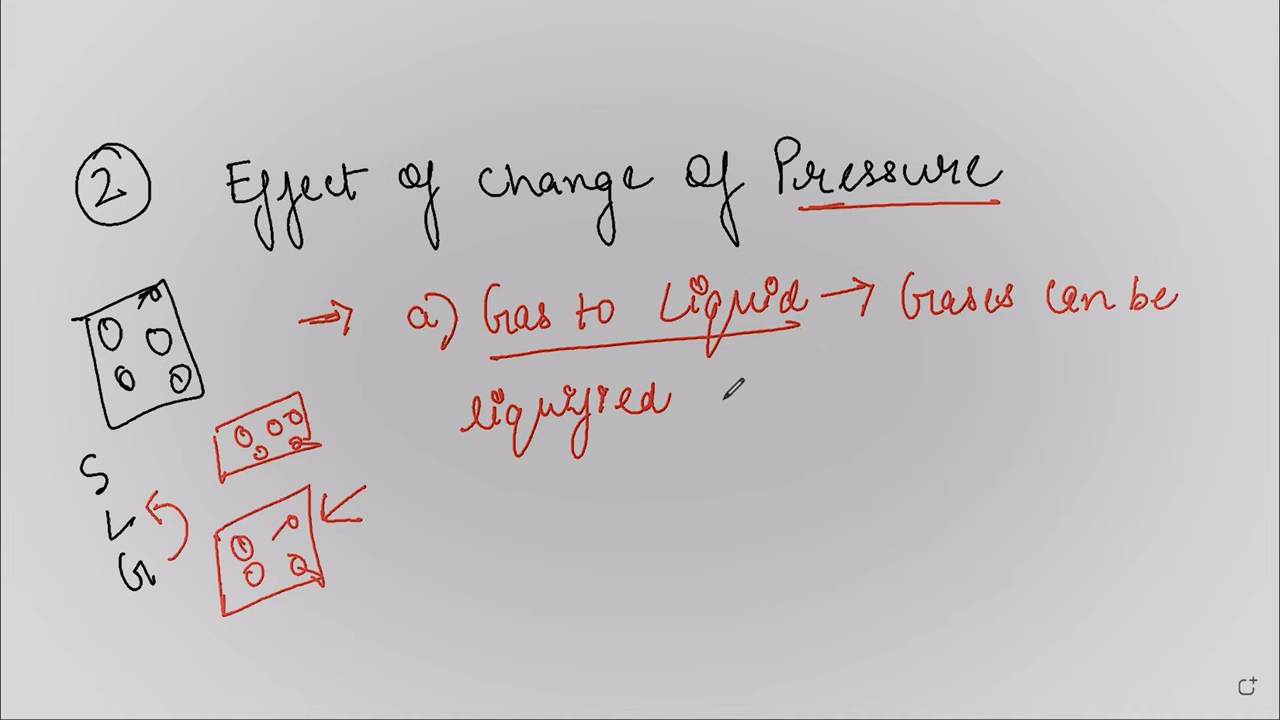 2 Effect of change of Pressure
→ a) Gas to Liquid → Gases can be
liquified
S
L
G